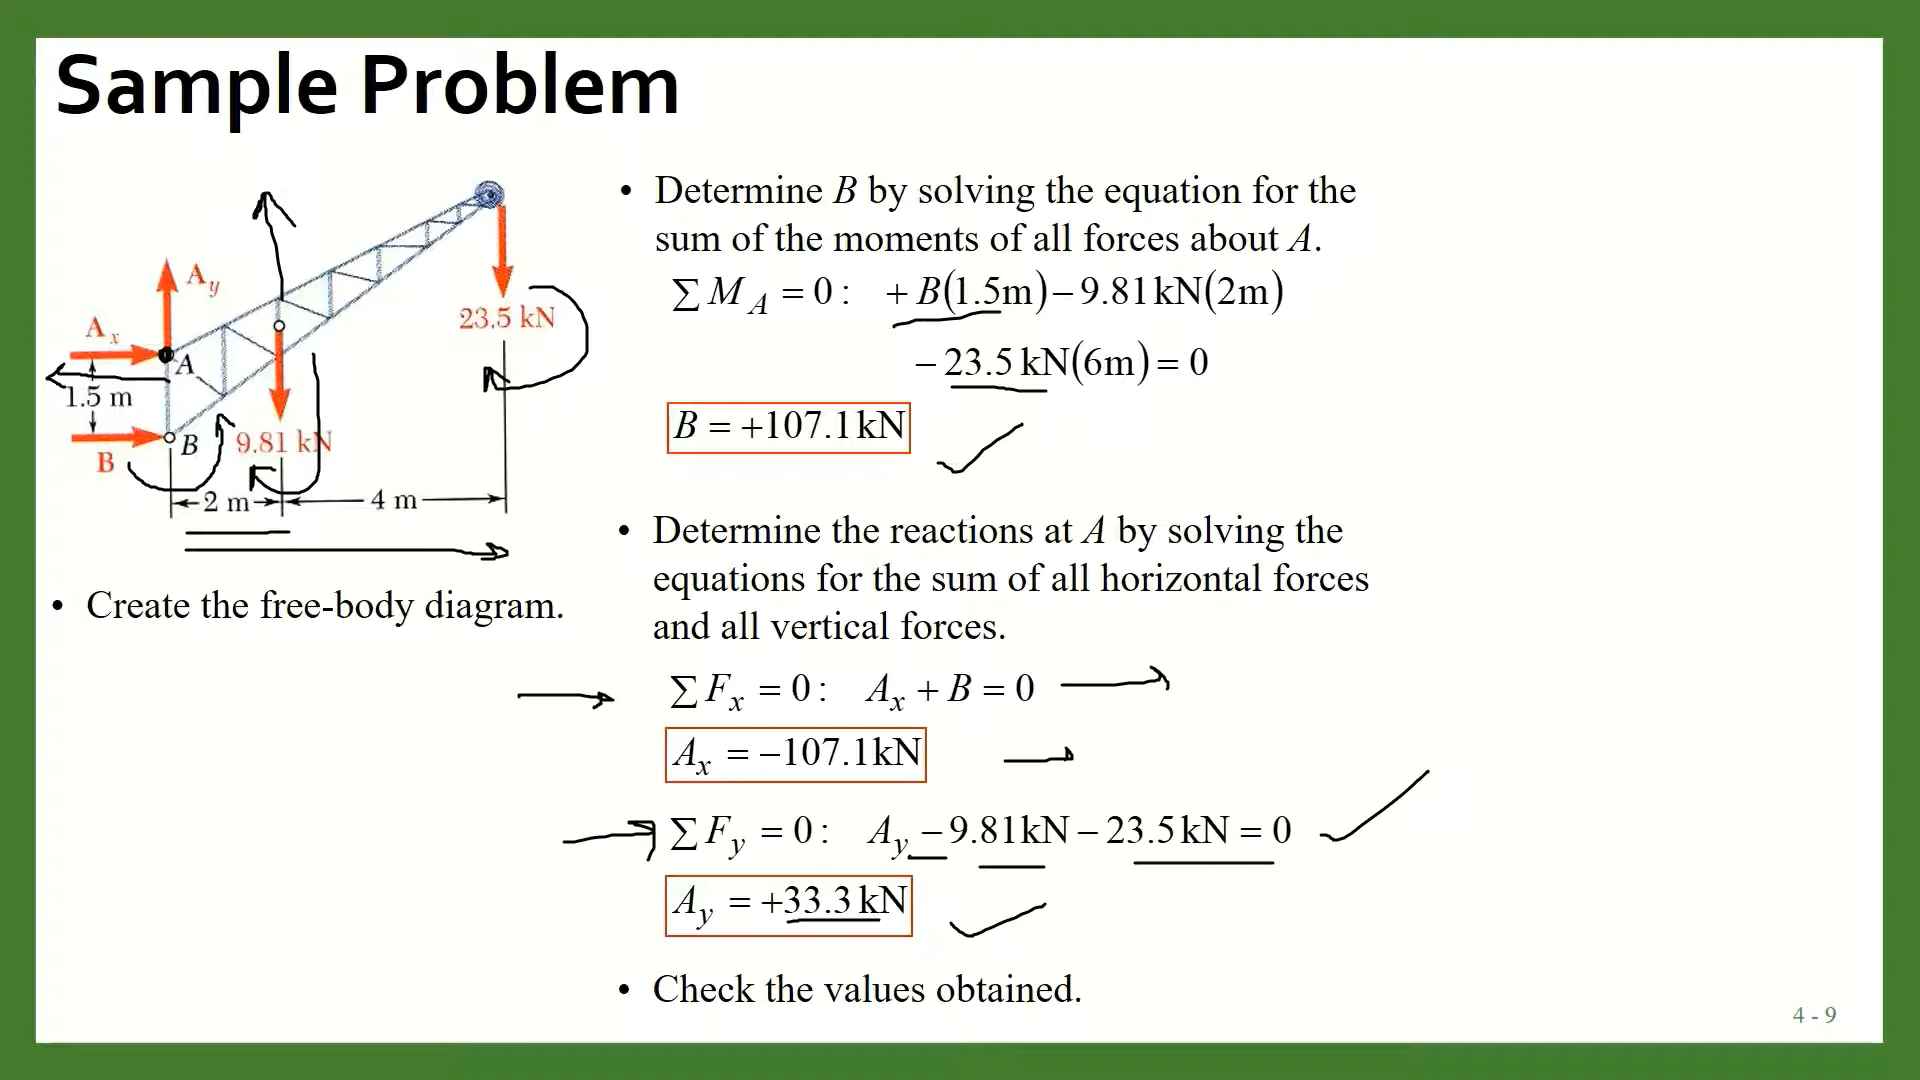 Sample Problem
A_y
A_x
A
1.5 m
B
B
9.81 kN
23.5 kN
2 m
4 m
• Create the free-body diagram.
• Determine B by solving the equation for the
sum of the moments of all forces about A.
∑ M_A = 0 : + B(1.5m) − 9.81 kN(2m)
− 23.5 kN(6m) = 0
B = +107.1kN
• Determine the reactions at A by solving the
equations for the sum of all horizontal forces
and all vertical forces.
∑ F_x = 0 : A_x + B = 0
A_x = −107.1kN
∑ F_y = 0 : A_y − 9.81kN − 23.5kN = 0
A_y = +33.3 kN
• Check the values obtained.
4 - 9